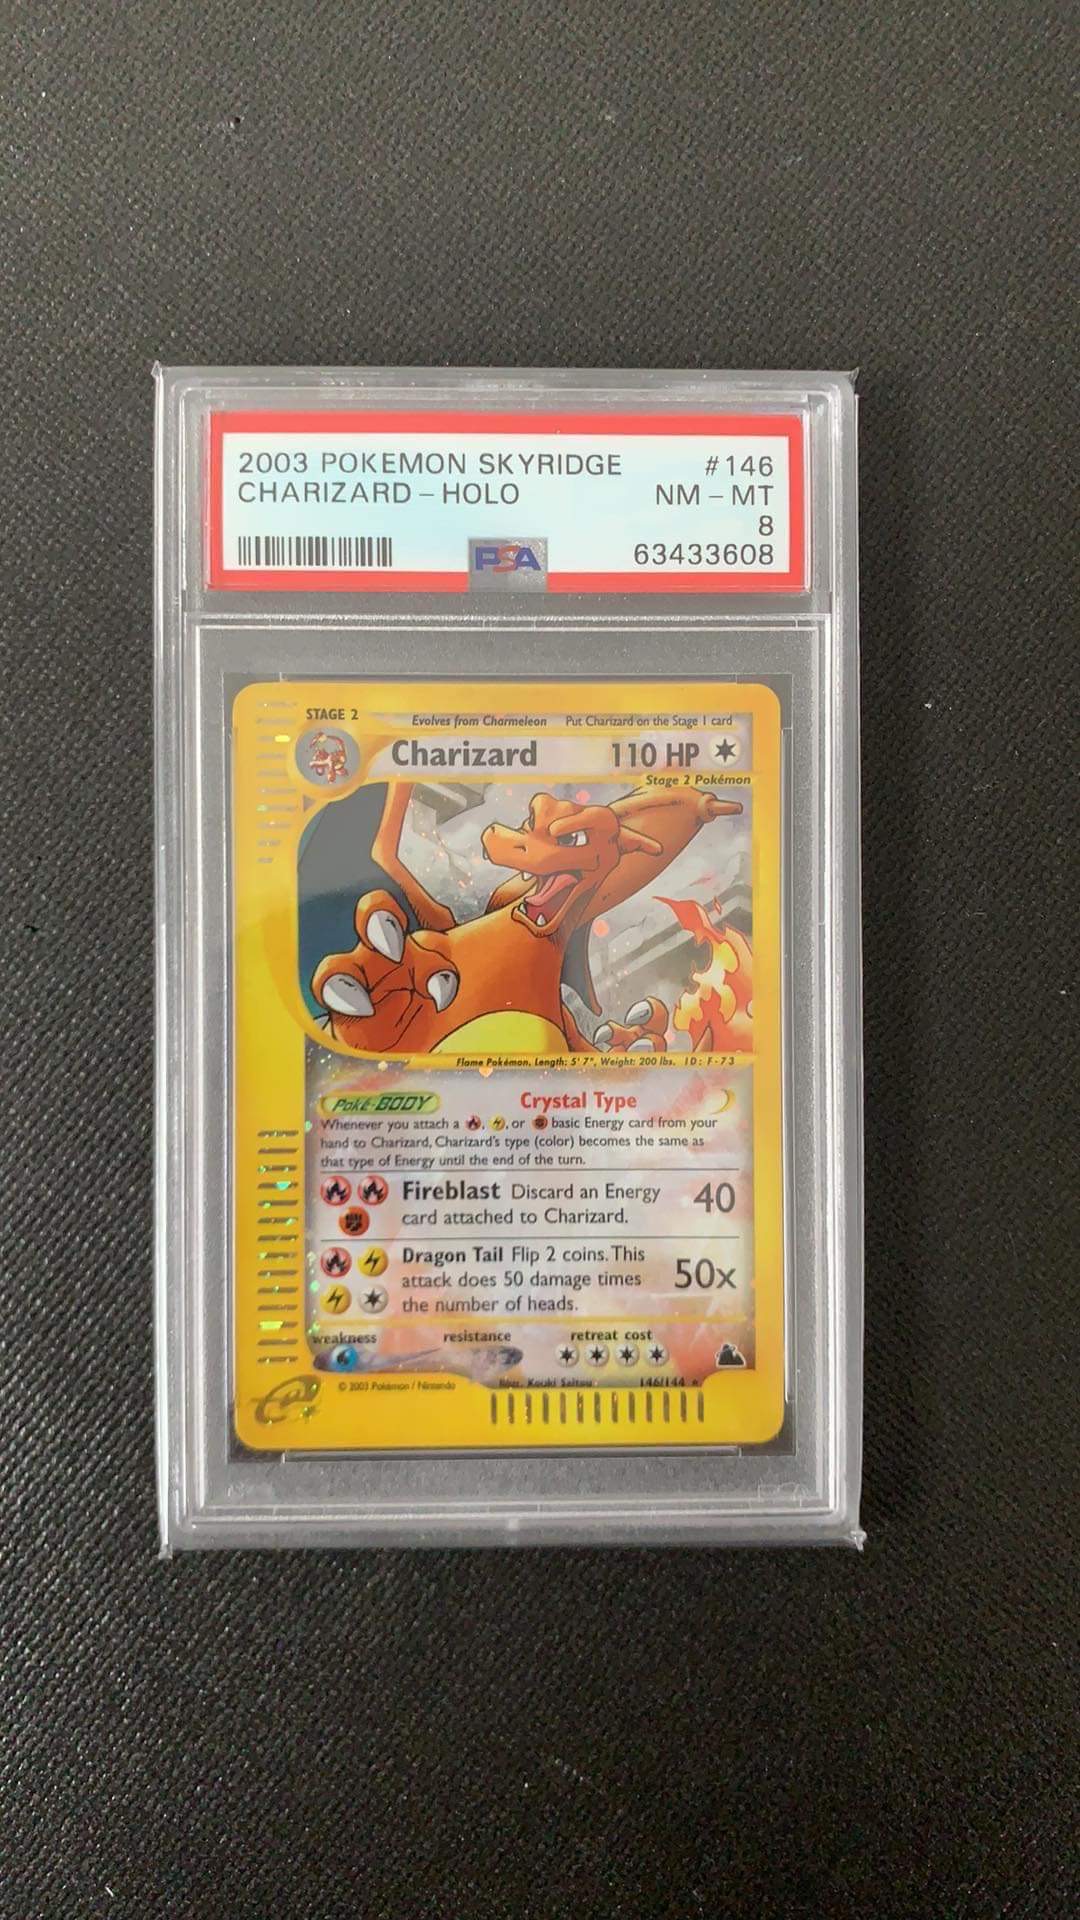 2003 POKEMON SKYRIDGE #146
CHARIZARD - HOLO NM - MT
8
PSA 63433608
STAGE 2 Evolves from Charmeleon Put Charizard on the Stage 1 card
Charizard 110 HP
Stage 2 Pokémon
Flame Pokémon. Length: 5' 7", Weight: 200 lbs. ID: F-73
Poké-BODY Crystal Type
Whenever you attach a , , or basic Energy card from your
hand to Charizard, Charizard's type (color) becomes the same as
that type of Energy until the end of the turn.
Fireblast Discard an Energy 40
card attached to Charizard.
Dragon Tail Flip 2 coins. This
attack does 50 damage times 50x
the number of heads.
weakness resistance retreat cost
© 2003 Pokémon / Nintendo Illus. Kouki Saitou 146/144
e